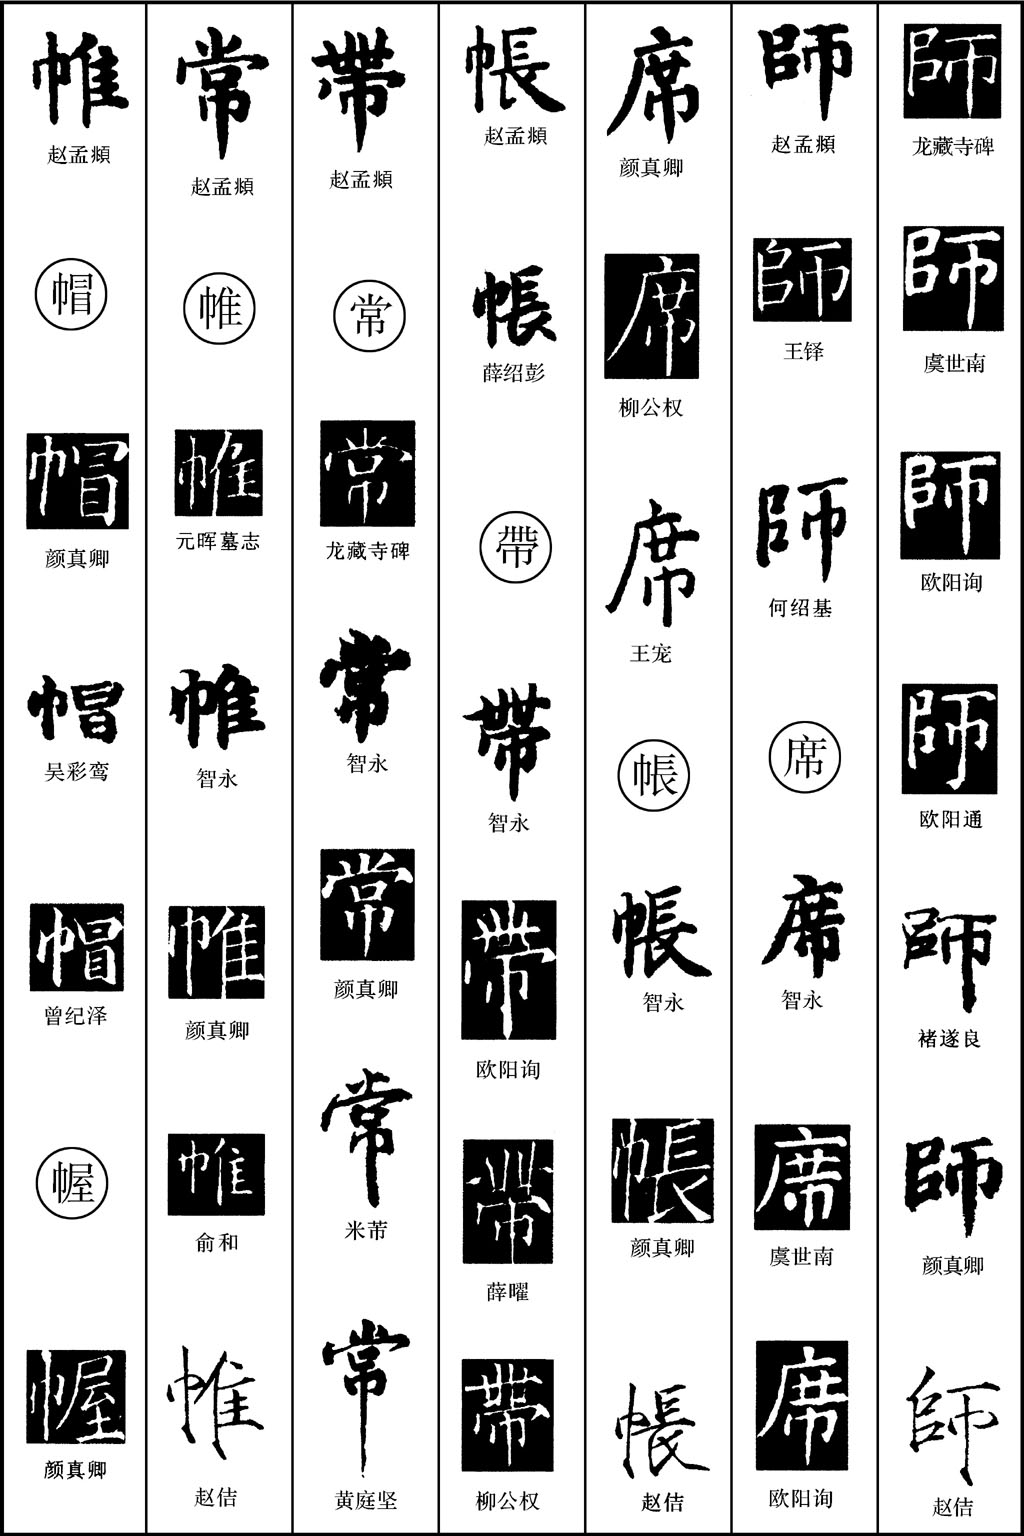 師
龙藏寺碑
師
虞世南
師
欧阳询
師
欧阳通
師
褚遂良
師
颜真卿
師
赵佶
師
赵孟頫
師
王铎
師
何绍基
席
席
智永
席
虞世南
席
欧阳询
席
颜真卿
席
柳公权
席
王宠
帳
帳
智永
帳
颜真卿
帳
赵佶
帳
赵孟頫
帳
薛绍彭
帶
帶
智永
帶
欧阳询
帶
薛曜
帶
柳公权
帶
赵孟頫
常
常
龙藏寺碑
常
智永
常
颜真卿
常
米芾
常
黄庭坚
常
赵孟頫
帷
帷
元晖墓志
帷
智永
帷
颜真卿
帷
俞和
帷
赵佶
帷
赵孟頫
帽
帽
颜真卿
帽
吴彩鸾
帽
曾纪泽
幄
幄
颜真卿